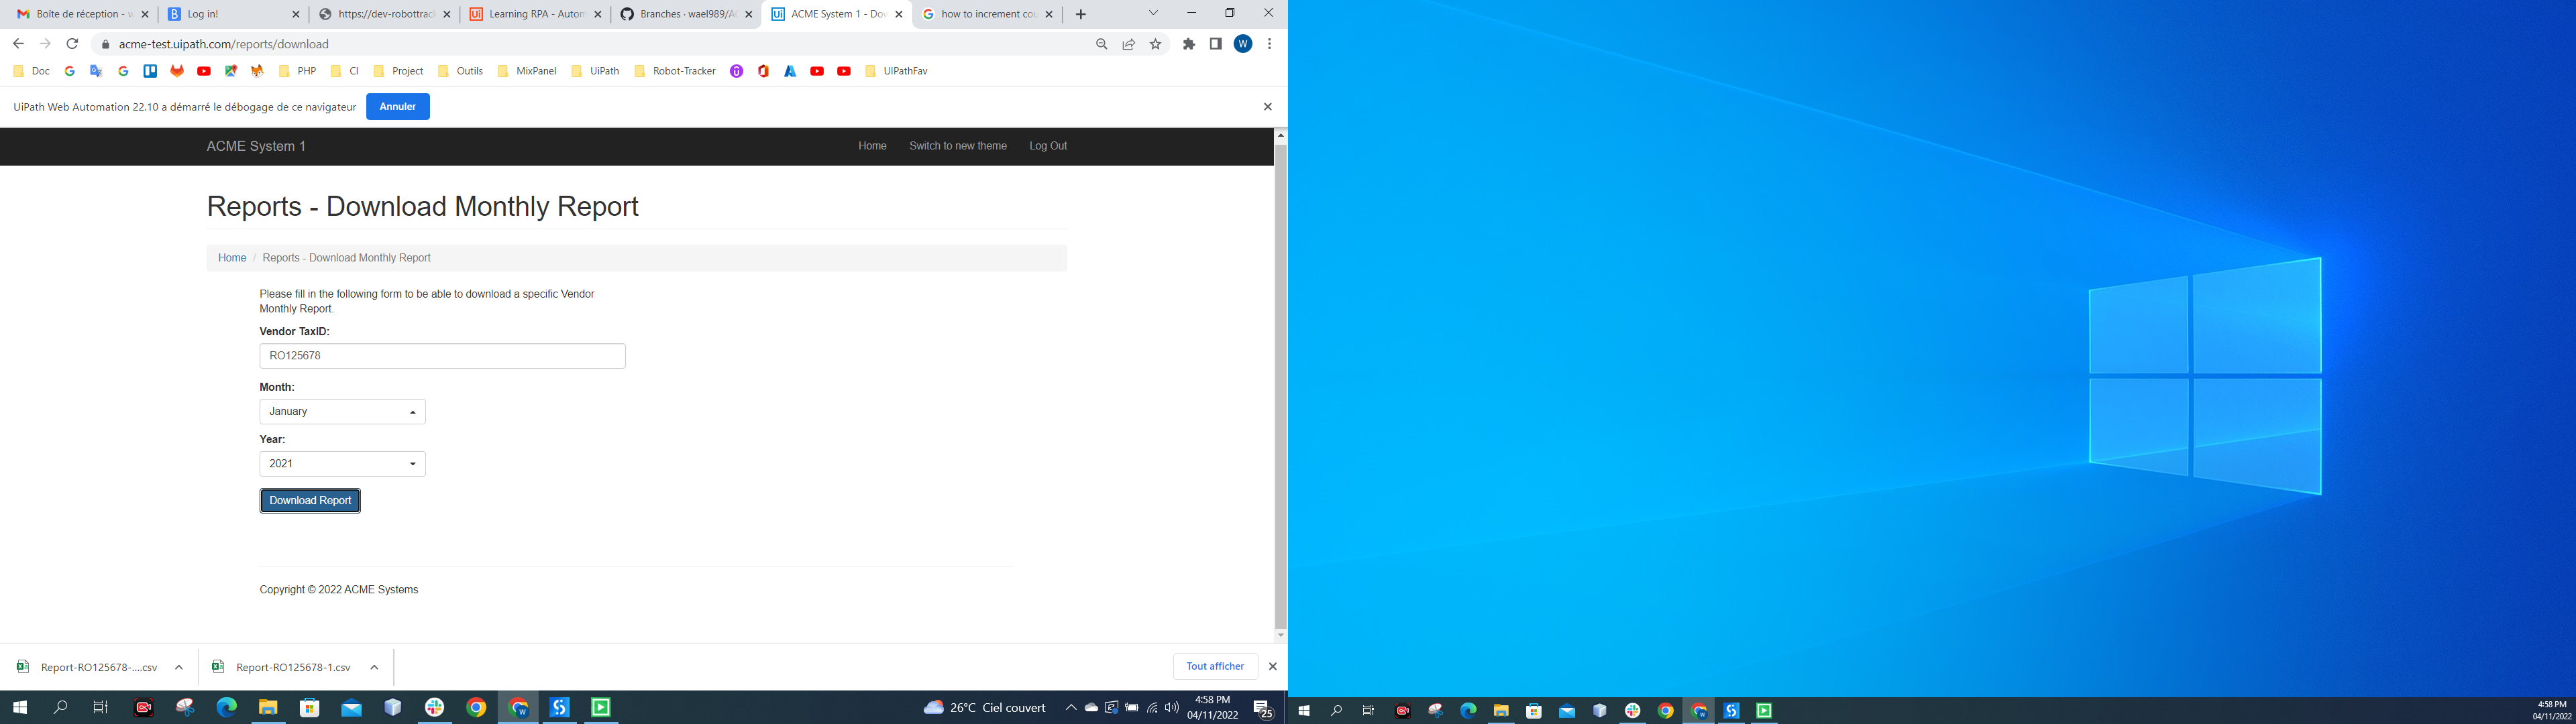 Boîte de réception - w
Log in!
https://dev-robottrac
Learning RPA - Autom
Branches · wael989/A
ACME System 1 - Dow
how to increment cou
acme-test.uipath.com/reports/download
W
Doc
PHP
CI
Project
Outils
MixPanel
UiPath
Robot-Tracker
UIPathFav
UiPath Web Automation 22.10 a démarré le débogage de ce navigateur
Annuler
ACME System 1
Home
Switch to new theme
Log Out
Reports - Download Monthly Report
Home / Reports - Download Monthly Report
Please fill in the following form to be able to download a specific Vendor
Monthly Report.
Vendor TaxID:
RO125678
Month:
January
Year:
2021
Download Report
Copyright © 2022 ACME Systems
Report-RO125678-....csv
Report-RO125678-1.csv
Tout afficher
26°C Ciel couvert
4:58 PM
04/11/2022
25
4:58 PM
04/11/2022